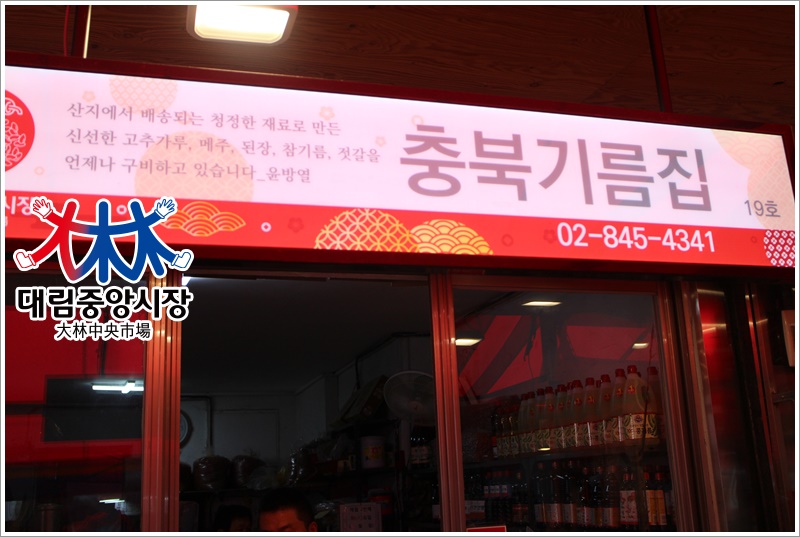 산지에서 배송되는 청정한 재료로 만든
신선한 고추가루, 메주, 된장, 참기름, 젓갈을
언제나 구비하고 있습니다_윤방열
충북기름집
19호
02-845-4341
시장
대림중앙시장
大林中央市場